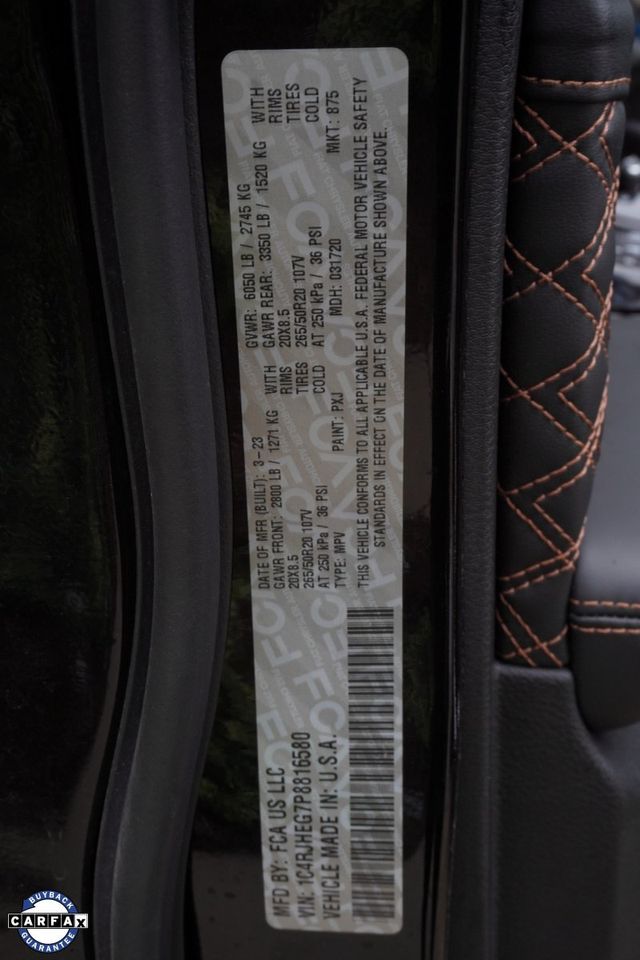 MFD BY: FCA US LLC
VIN: 1C4RJHEG7P8816580
VEHICLE MADE IN: U.S.A.
DATE OF MFR (BUILT): 3-23 GVWR: 6050 LB / 2745 KG
GAWR FRONT: 2800 LB / 1271 KG WITH GAWR REAR: 3350 LB / 1520 KG WITH
20X8.5 RIMS 20X8.5 RIMS
265/50R20 107V TIRES 265/50R20 107V TIRES
AT 250 kPa / 36 PSI COLD AT 250 kPa / 36 PSI COLD
TYPE: MPV PAINT: PXJ MDH: 031720 MKT: 875
THIS VEHICLE CONFORMS TO ALL APPLICABLE U.S.A. FEDERAL MOTOR VEHICLE SAFETY
STANDARDS IN EFFECT ON THE DATE OF MANUFACTURE SHOWN ABOVE.
BUYBACK
CARFAX
GUARANTEE